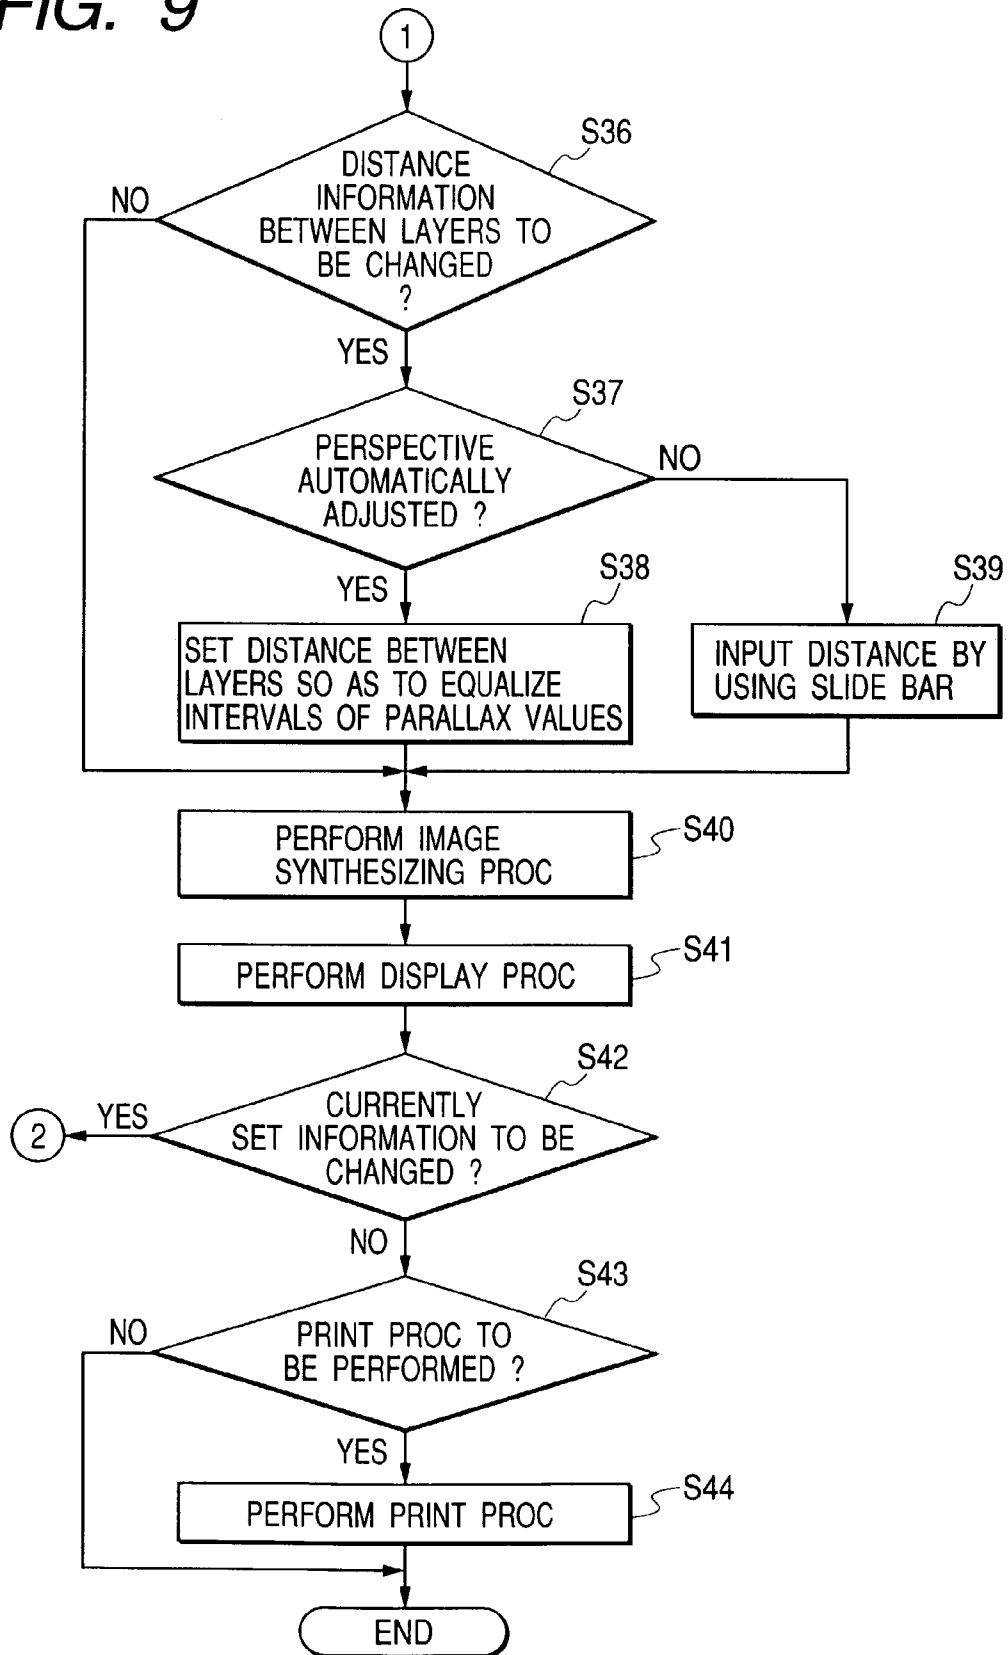 FIG. 9
1
S36
DISTANCE
INFORMATION
BETWEEN LAYERS TO
BE CHANGED
?
NO
YES
S37
PERSPECTIVE
AUTOMATICALLY
ADJUSTED ?
NO
YES
S38
SET DISTANCE BETWEEN
LAYERS SO AS TO EQUALIZE
INTERVALS OF PARALLAX VALUES
S39
INPUT DISTANCE BY
USING SLIDE BAR
S40
PERFORM IMAGE
SYNTHESIZING PROC
S41
PERFORM DISPLAY PROC
S42
CURRENTLY
SET INFORMATION TO BE
CHANGED ?
YES
2
NO
S43
PRINT PROC TO
BE PERFORMED ?
NO
YES
S44
PERFORM PRINT PROC
END